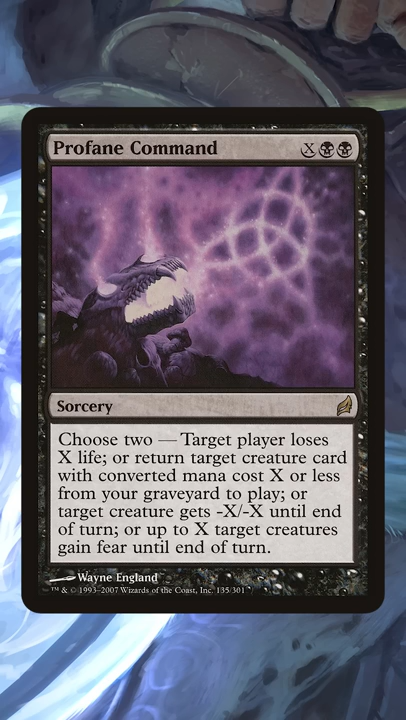 Profane Command X
Sorcery
Choose two — Target player loses
X life; or return target creature card
with converted mana cost X or less
from your graveyard to play; or
target creature gets -X/-X until end
of turn; or up to X target creatures
gain fear until end of turn.
Wayne England
™ & © 1993–2007 Wizards of the Coast, Inc. 135/301